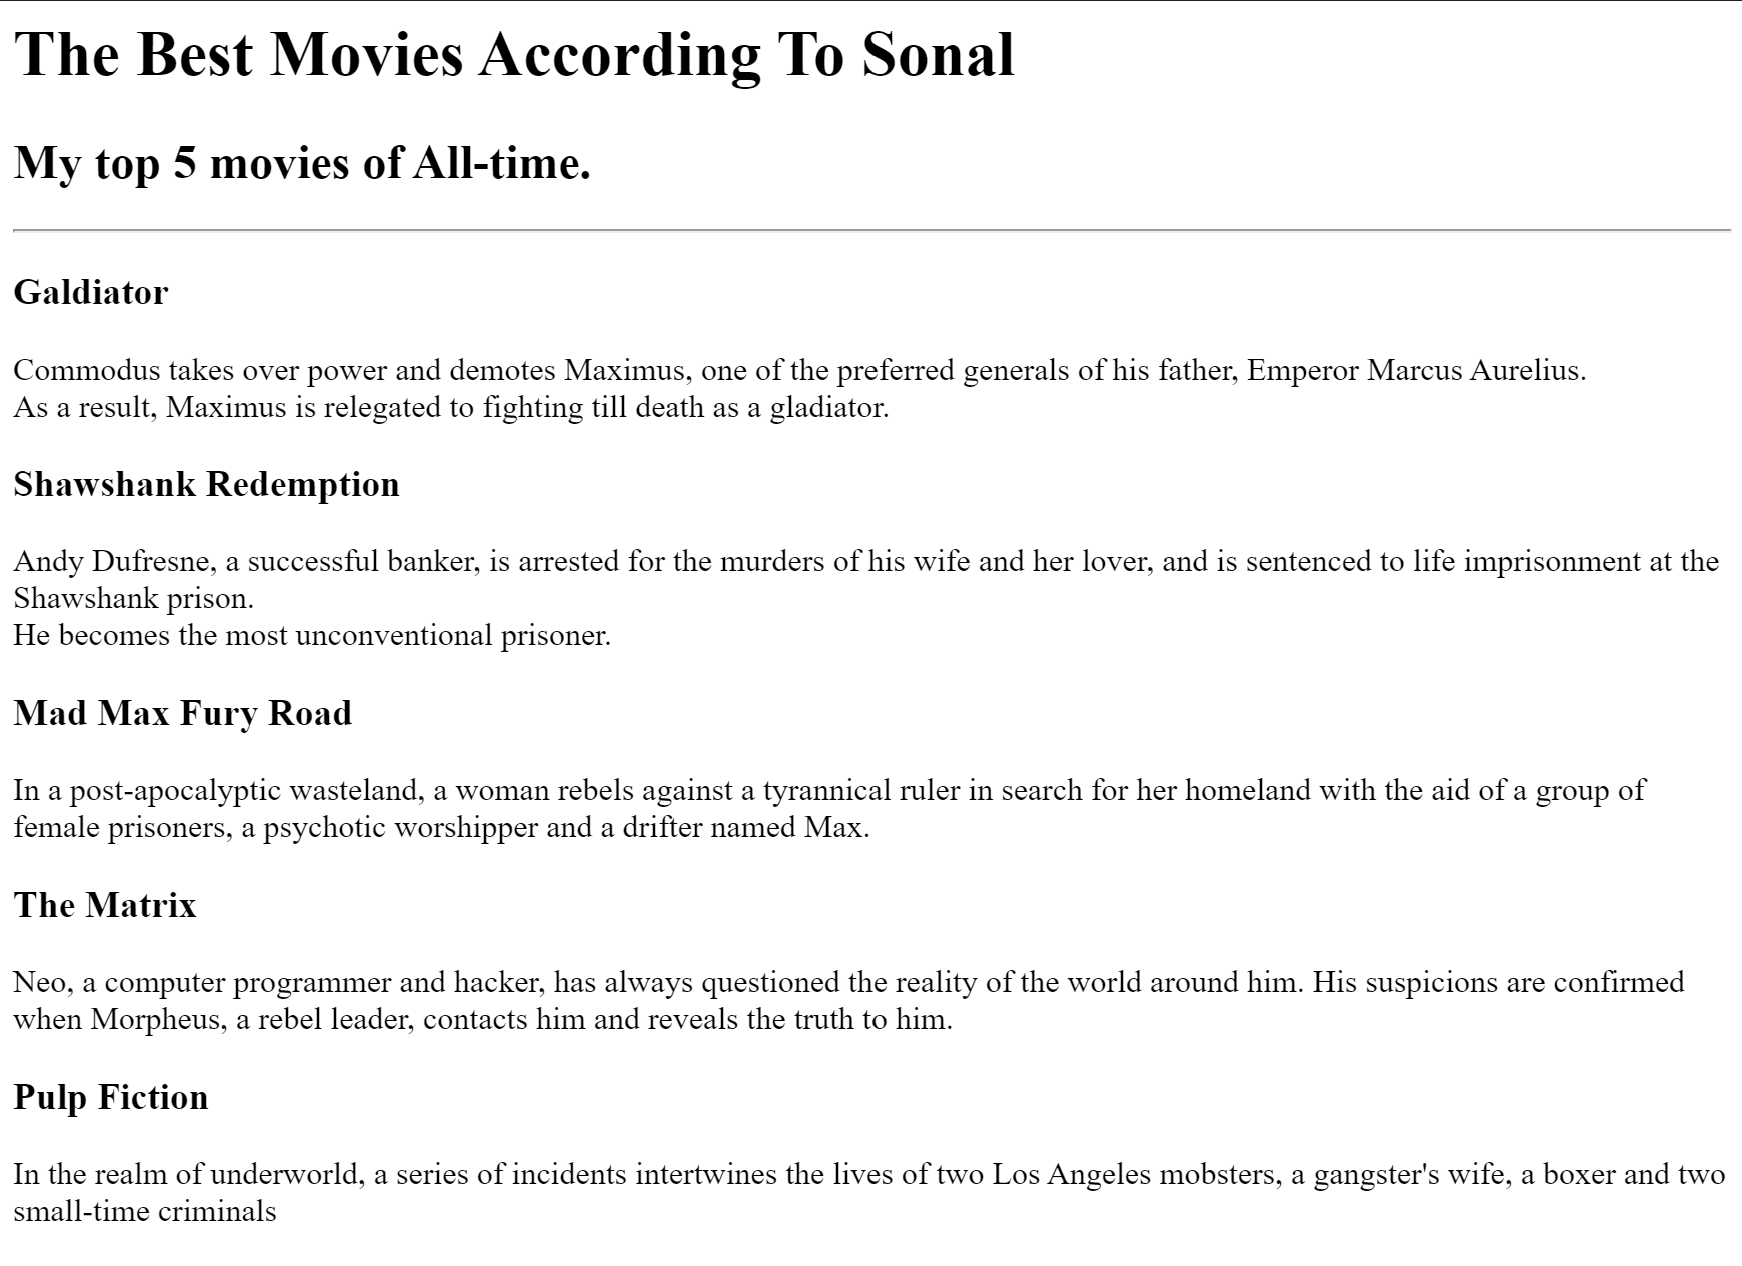 The Best Movies According To Sonal
My top 5 movies of All-time.
Galdiator
Commodus takes over power and demotes Maximus, one of the preferred generals of his father, Emperor Marcus Aurelius.
As a result, Maximus is relegated to fighting till death as a gladiator.
Shawshank Redemption
Andy Dufresne, a successful banker, is arrested for the murders of his wife and her lover, and is sentenced to life imprisonment at the
Shawshank prison.
He becomes the most unconventional prisoner.
Mad Max Fury Road
In a post-apocalyptic wasteland, a woman rebels against a tyrannical ruler in search for her homeland with the aid of a group of
female prisoners, a psychotic worshipper and a drifter named Max.
The Matrix
Neo, a computer programmer and hacker, has always questioned the reality of the world around him. His suspicions are confirmed
when Morpheus, a rebel leader, contacts him and reveals the truth to him.
Pulp Fiction
In the realm of underworld, a series of incidents intertwines the lives of two Los Angeles mobsters, a gangster's wife, a boxer and two
small-time criminals